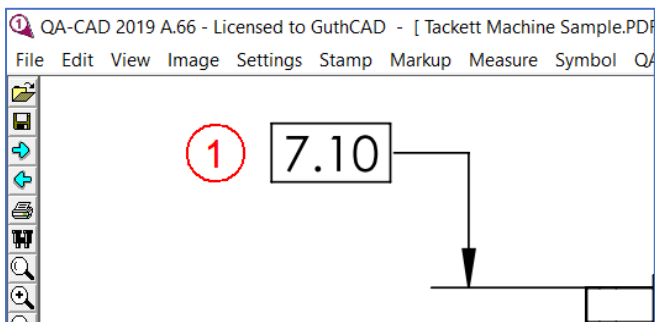 QA-CAD 2019 A.66 - Licensed to GuthCAD - [ Tackett Machine Sample.PDF
File Edit View Image Settings Stamp Markup Measure Symbol QA
1 7.10